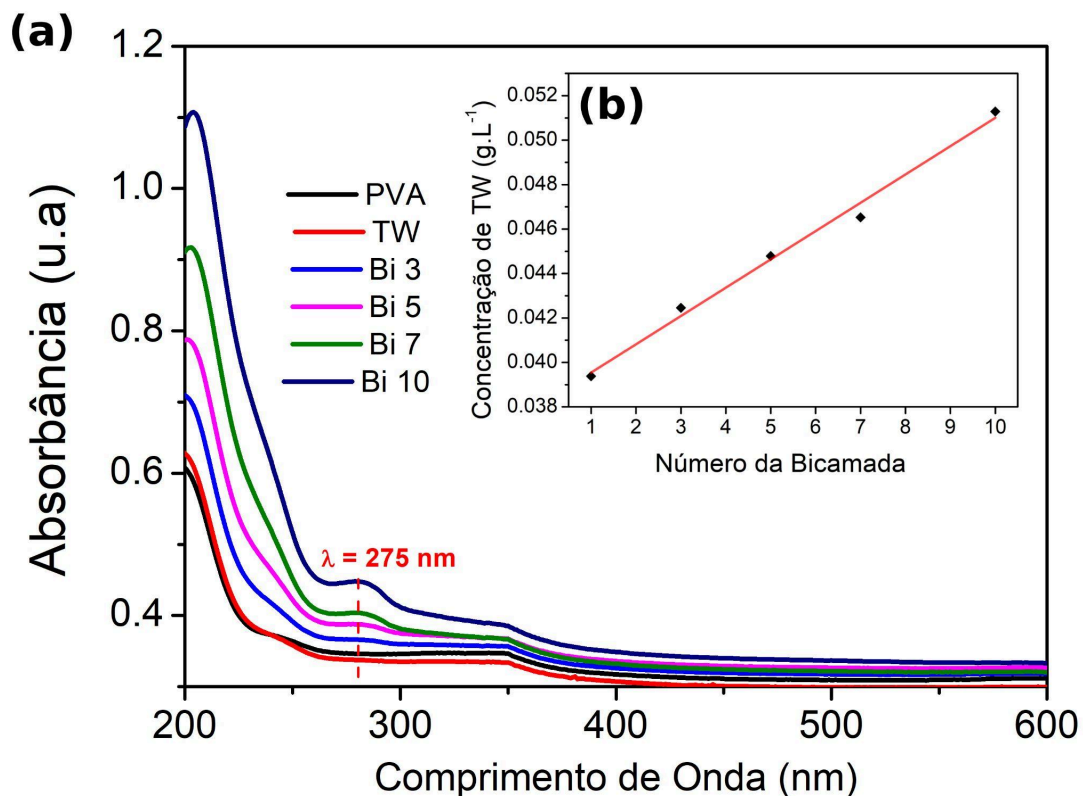 (a)
Absorbância (u.a)
1.2
1.0
0.8
0.6
0.4
200
300
400
500
600
Comprimento de Onda (nm)
PVA
TW
Bi 3
Bi 5
Bi 7
Bi 10
λ = 275 nm
(b)
Concentração de TW (g.L⁻¹)
0.052
0.050
0.048
0.046
0.044
0.042
0.040
0.038
1 2 3 4 5 6 7 8 9 10
Número da Bicamada